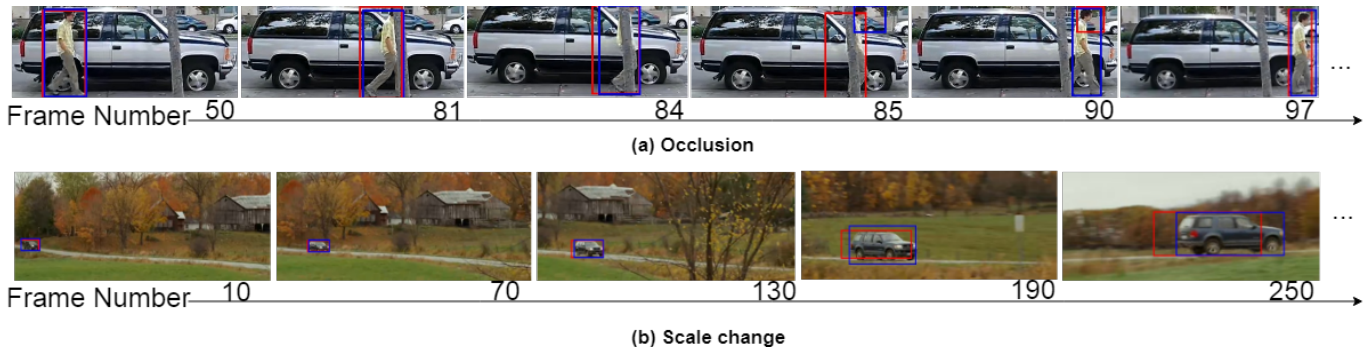 Frame Number 50 81 84 85 90 97 ...
(a) Occlusion
Frame Number 10 70 130 190 250 ...
(b) Scale change